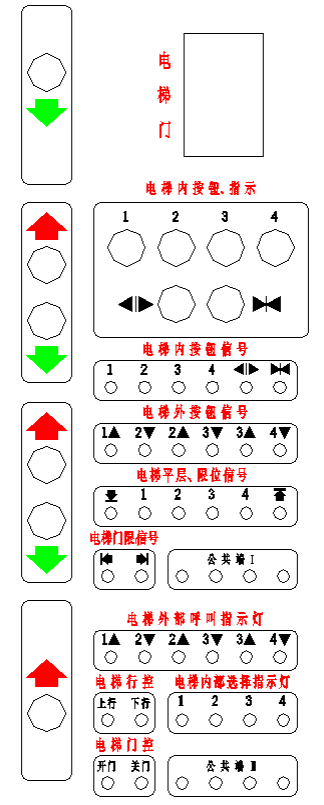 电
梯
门
电梯内按钮、指示
1 2 3 4
电梯内按钮信号
1 2 3 4
电梯外按钮信号
1▲ 2▼ 2▲ 3▼ 3▲ 4▼
电梯平层、限位信号
1 2 3 4
电梯门限信号
公共端 I
电梯外部呼叫指示灯
1▲ 2▼ 2▲ 3▼ 3▲ 4▼
电梯行控 电梯内部选择指示灯
上行 下行 1 2 3 4
电梯门控
开门 关门 公共端 II